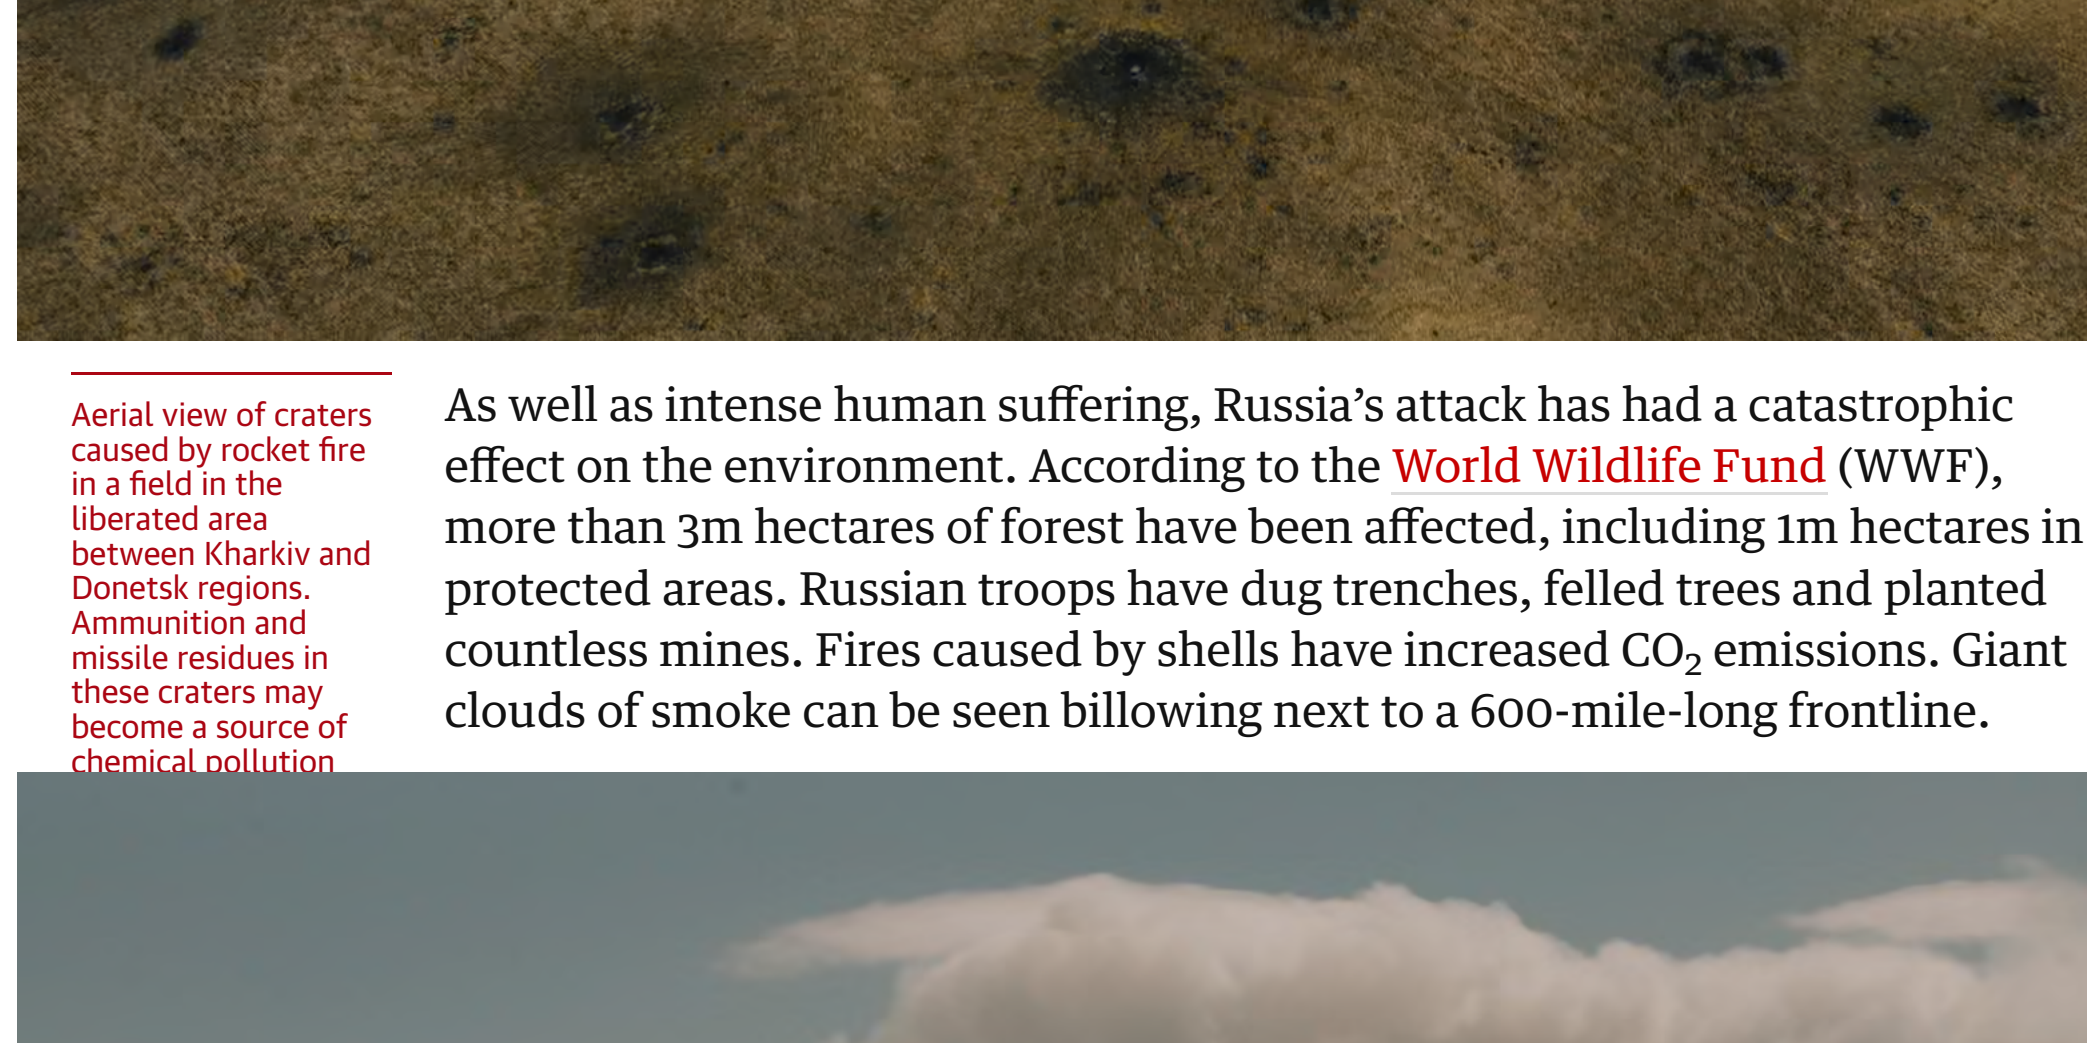 Aerial view of craters
caused by rocket fire
in a field in the
liberated area
between Kharkiv and
Donetsk regions.
Ammunition and
missile residues in
these craters may
become a source of
chemical pollution
As well as intense human suffering, Russia’s attack has had a catastrophic
effect on the environment. According to the World Wildlife Fund (WWF),
more than 3m hectares of forest have been affected, including 1m hectares in
protected areas. Russian troops have dug trenches, felled trees and planted
countless mines. Fires caused by shells have increased CO₂ emissions. Giant
clouds of smoke can be seen billowing next to a 600-mile-long frontline.